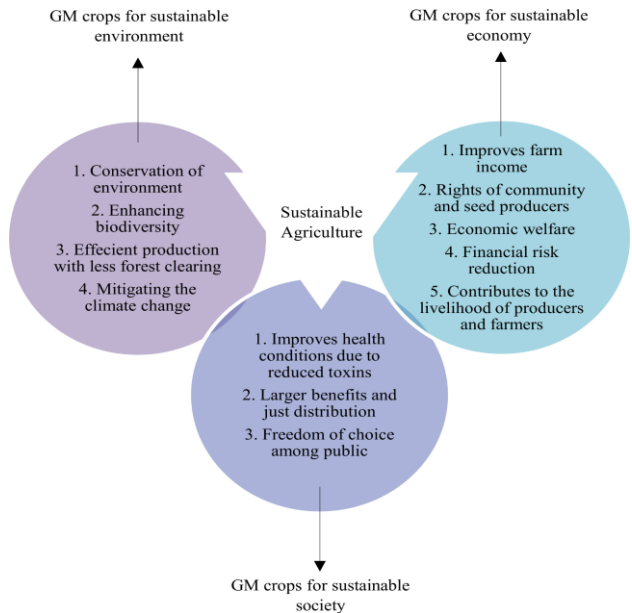 GM crops for sustainable
environment
GM crops for sustainable
economy
1. Conservation of
environment
2. Enhancing
biodiversity
3. Effecient production
with less forest clearing
4. Mitigating the
climate change
Sustainable
Agriculture
1. Improves farm
income
2. Rights of community
and seed producers
3. Economic welfare
4. Financial risk
reduction
5. Contributes to the
livelihood of producers
and farmers
1. Improves health
conditions due to
reduced toxins
2. Larger benefits and
just distribution
3. Freedom of choice
among public
GM crops for sustainable
society